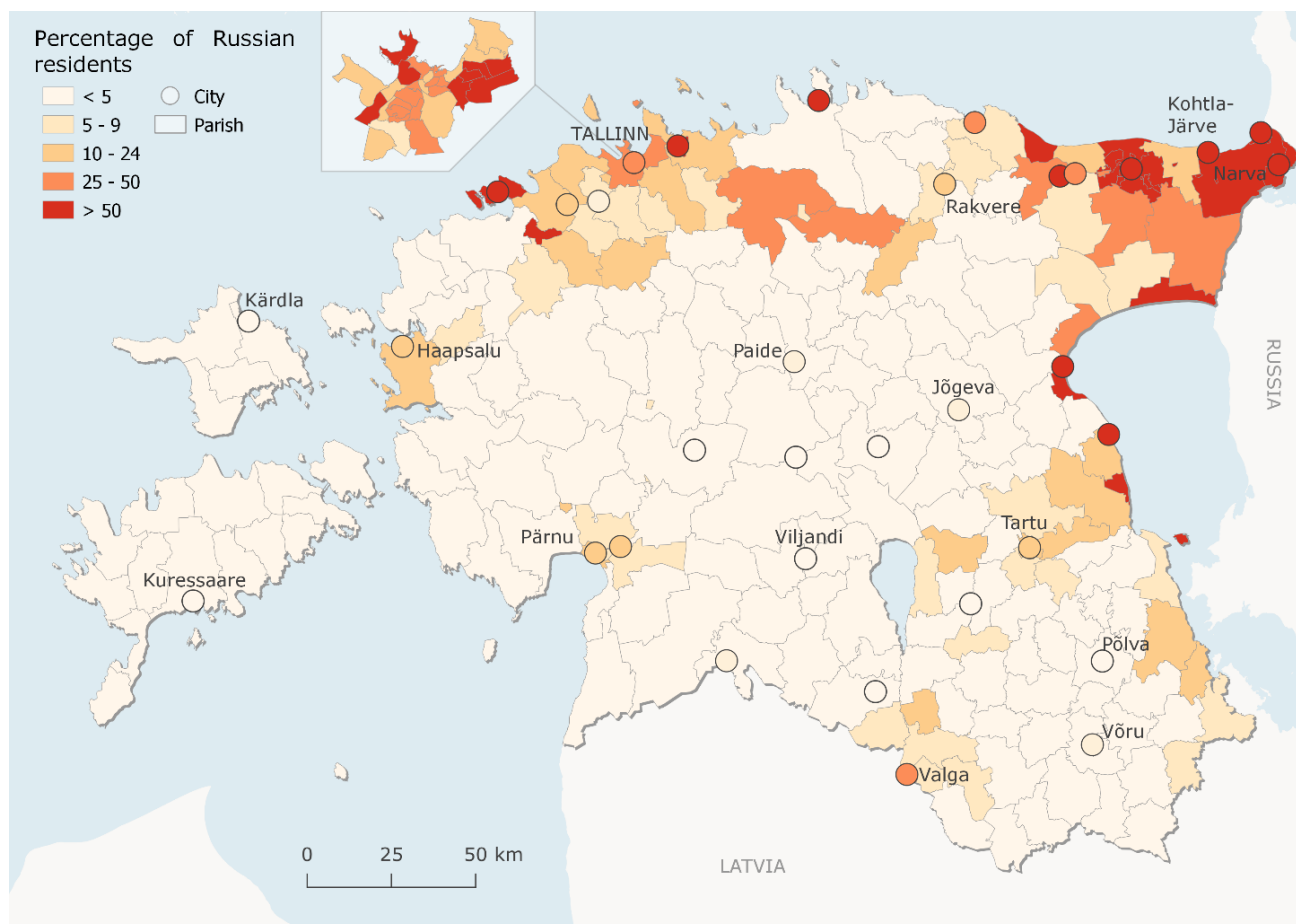 Percentage of Russian
residents
< 5
5 - 9
10 - 24
25 - 50
> 50
City
Parish
TALLINN
Kohtla-
Järve
Narva
Rakvere
Kärdla
Haapsalu
Paide
Jõgeva
RUSSIA
Pärnu
Viljandi
Tartu
Kuressaare
Põlva
Võru
Valga
0 25 50 km
LATVIA